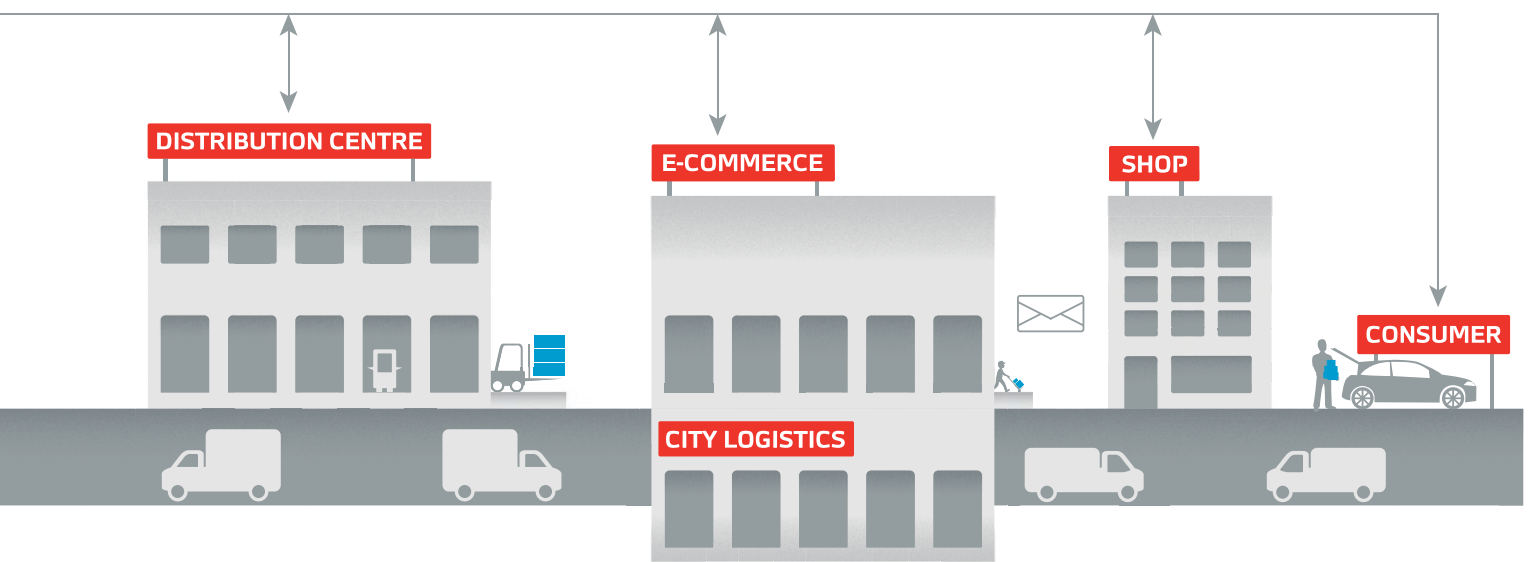 DISTRIBUTION CENTRE
E-COMMERCE
SHOP
CONSUMER
CITY LOGISTICS